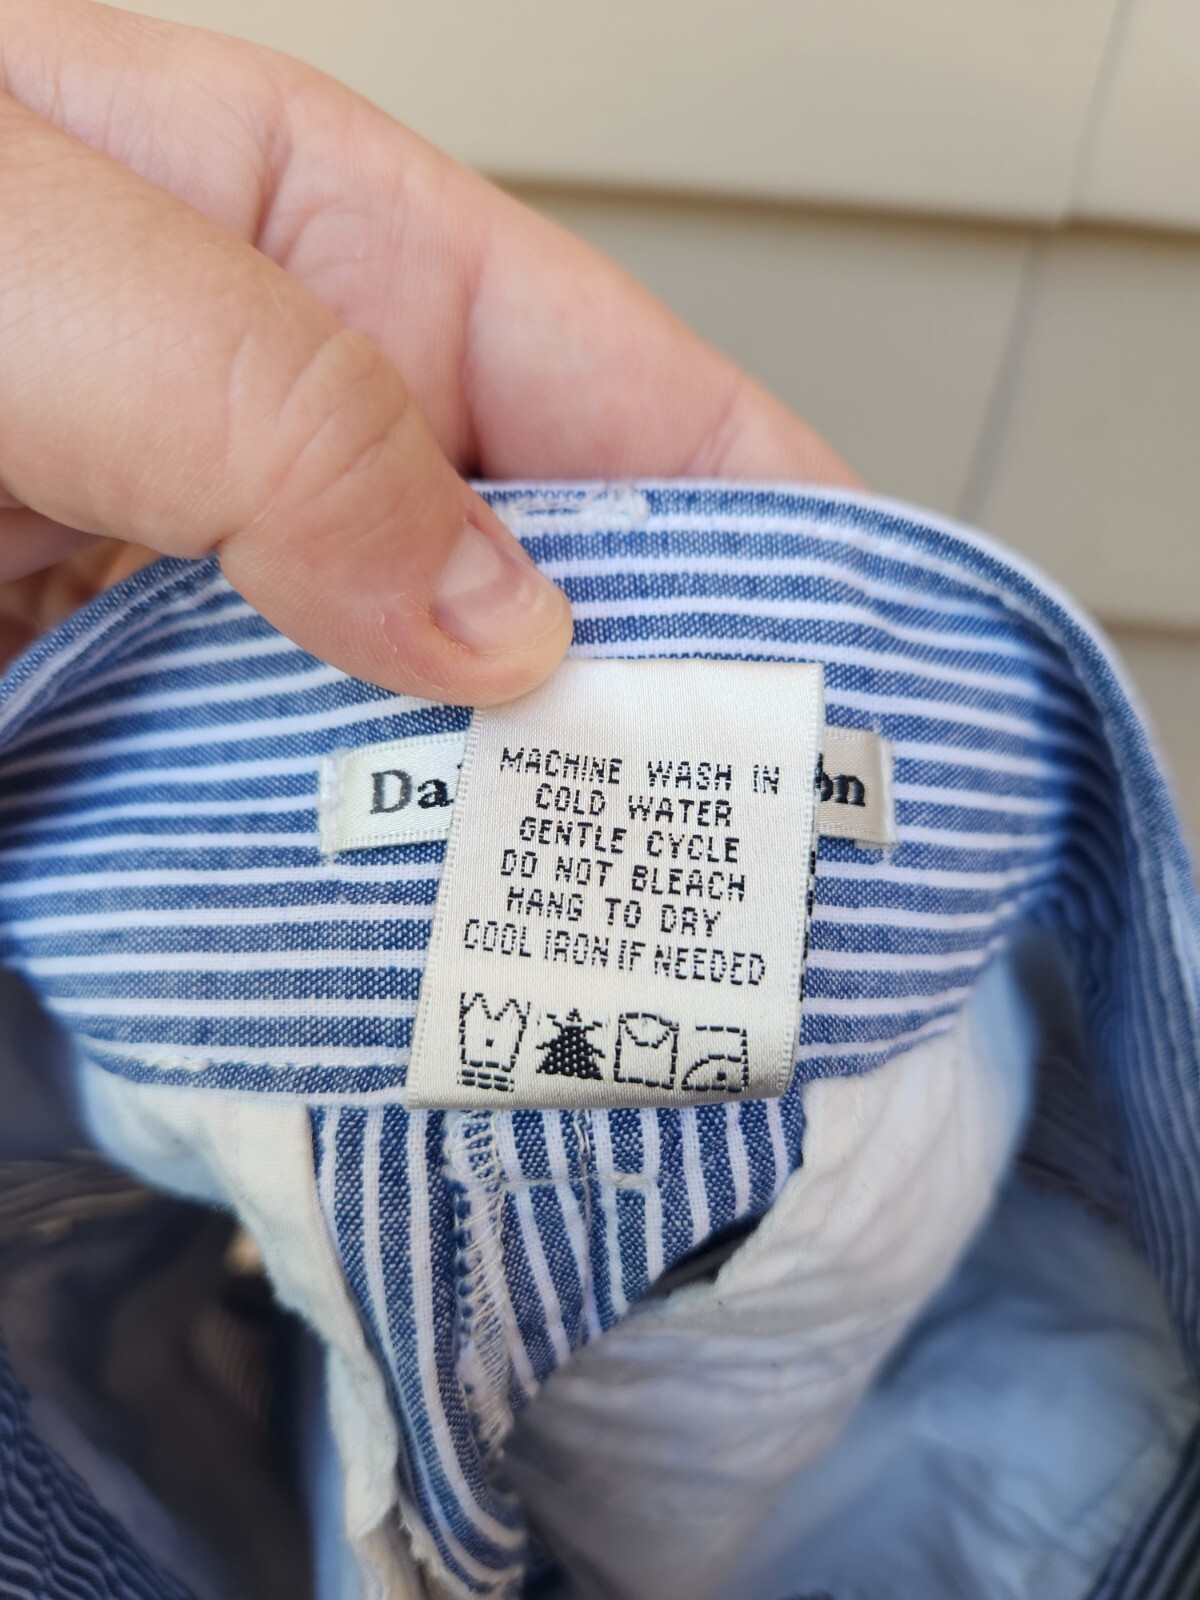 MACHINE WASH IN
COLD WATER
GENTLE CYCLE
DO NOT BLEACH
HANG TO DRY
COOL IRON IF NEEDED